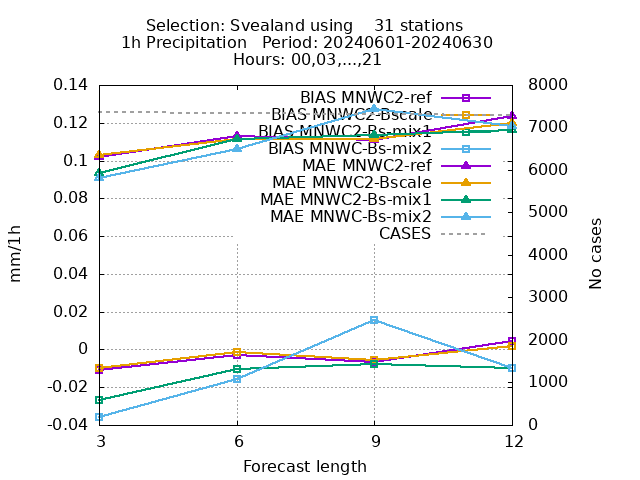 Selection: Svealand using    31 stations
1h Precipitation   Period: 20240601-20240630
Hours: 00,03,...,21
BIAS MNWC2-ref
BIAS MNWC2-Bscale
BIAS MNWC2-Bs-mix1
BIAS MNWC-Bs-mix2
MAE MNWC2-ref
MAE MNWC2-Bscale
MAE MNWC2-Bs-mix1
MAE MNWC-Bs-mix2
CASES
0.14
0.12
0.1
0.08
0.06
0.04
0.02
0
-0.02
-0.04
mm/1h
8000
7000
6000
5000
4000
3000
2000
1000
0
No cases
3 6 9 12
Forecast length